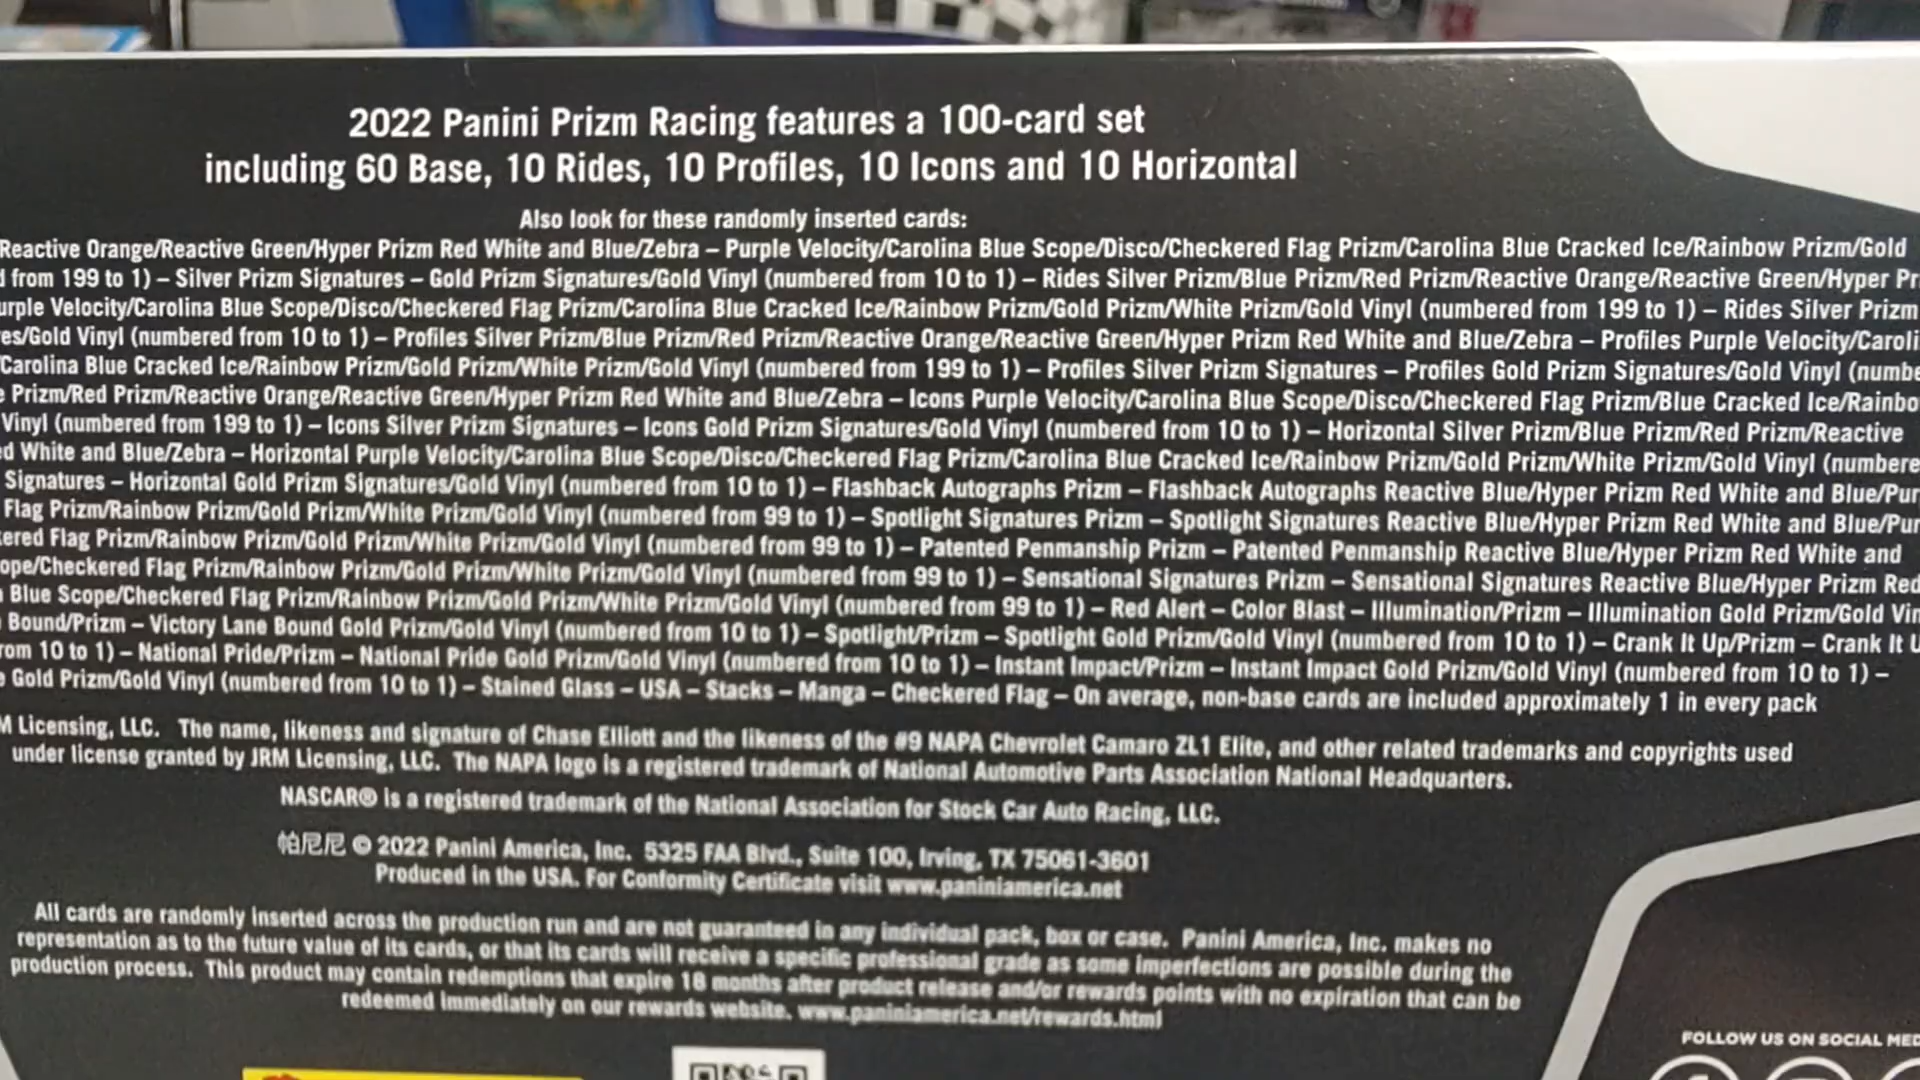 2022 Panini Prizm Racing features a 100-card set
including 60 Base, 10 Rides, 10 Profiles, 10 Icons and 10 Horizontal
Also look for these randomly inserted cards:
Reactive Orange/Reactive Green/Hyper Prizm Red White and Blue/Zebra – Purple Velocity/Carolina Blue Scope/Disco/Checkered Flag Prizm/Carolina Blue Cracked Ice/Rainbow Prizm/Gold
from 199 to 1) – Silver Prizm Signatures – Gold Prizm Signatures/Gold Vinyl (numbered from 10 to 1) – Rides Silver Prizm/Blue Prizm/Red Prizm/Reactive Orange/Reactive Green/Hyper
Velocity/Carolina Blue Scope/Disco/Checkered Flag Prizm/Carolina Blue Cracked Ice/Rainbow Prizm/Gold Prizm/White Prizm/Gold Vinyl (numbered from 199 to 1) – Rides Silver Prizm
es/Gold Vinyl (numbered from 10 to 1) – Profiles Silver Prizm/Blue Prizm/Red Prizm/Reactive Orange/Reactive Green/Hyper Prizm Red White and Blue/Zebra – Profiles Purple Velocity/Caroli
Carolina Blue Cracked Ice/Rainbow Prizm/Gold Prizm/White Prizm/Gold Vinyl (numbered from 199 to 1) – Profiles Silver Prizm Signatures – Profiles Gold Prizm Signatures/Gold Vinyl (numbe
Prizm/Red Prizm/Reactive Orange/Reactive Green/Hyper Prizm Red White and Blue/Zebra – Icons Purple Velocity/Carolina Blue Scope/Disco/Checkered Flag Prizm/Blue Cracked Ice/Rainbo
Vinyl (numbered from 199 to 1) – Icons Silver Prizm Signatures – Icons Gold Prizm Signatures/Gold Vinyl (numbered from 10 to 1) – Horizontal Silver Prizm/Blue Prizm/Red Prizm/Reactive
d White and Blue/Zebra – Horizontal Purple Velocity/Carolina Blue Scope/Disco/Checkered Flag Prizm/Carolina Blue Cracked Ice/Rainbow Prizm/Gold Prizm/White Prizm/Gold Vinyl (numbere
Signatures – Horizontal Gold Prizm Signatures/Gold Vinyl (numbered from 10 to 1) – Flashback Autographs Prizm – Flashback Autographs Reactive Blue/Hyper Prizm Red White and Blue/Pur
Flag Prizm/Rainbow Prizm/Gold Prizm/White Prizm/Gold Vinyl (numbered from 99 to 1) – Spotlight Signatures Prizm – Spotlight Signatures Reactive Blue/Hyper Prizm Red White and Blue/Pur
ered Flag Prizm/Rainbow Prizm/Gold Prizm/White Prizm/Gold Vinyl (numbered from 99 to 1) – Patented Penmanship Prizm – Patented Penmanship Reactive Blue/Hyper Prizm Red White and
ope/Checkered Flag Prizm/Rainbow Prizm/Gold Prizm/White Prizm/Gold Vinyl (numbered from 99 to 1) – Sensational Signatures Prizm – Sensational Signatures Reactive Blue/Hyper Prizm Red
Blue Scope/Checkered Flag Prizm/Rainbow Prizm/Gold Prizm/White Prizm/Gold Vinyl (numbered from 99 to 1) – Red Alert – Color Blast – Illumination/Prizm – Illumination Gold Prizm/Gold Vin
Bound/Prizm – Victory Lane Bound Gold Prizm/Gold Vinyl (numbered from 10 to 1) – Spotlight/Prizm – Spotlight Gold Prizm/Gold Vinyl (numbered from 10 to 1) – Crank It Up/Prizm – Crank It U
om 10 to 1) – National Pride/Prizm – National Pride Gold Prizm/Gold Vinyl (numbered from 10 to 1) – Instant Impact/Prizm – Instant Impact Gold Prizm/Gold Vinyl (numbered from 10 to 1) –
Gold Prizm/Gold Vinyl (numbered from 10 to 1) – Stained Glass – USA – Stacks – Manga – Checkered Flag – On average, non-base cards are included approximately 1 in every pack
M Licensing, LLC. The name, likeness and signature of Chase Elliott and the likeness of the #9 NAPA Chevrolet Camaro ZL1 Elite, and other related trademarks and copyrights used
under license granted by JRM Licensing, LLC. The NAPA logo is a registered trademark of National Automotive Parts Association National Headquarters.
NASCAR® is a registered trademark of the National Association for Stock Car Auto Racing, LLC.
帕尼尼 © 2022 Panini America, Inc. 5325 FAA Blvd., Suite 100, Irving, TX 75061-3601
Produced in the USA. For Conformity Certificate visit www.paniniamerica.net
All cards are randomly inserted across the production run and are not guaranteed in any individual pack, box or case. Panini America, Inc. makes no
representation as to the future value of its cards, or that its cards will receive a specific professional grade as some imperfections are possible during the
production process. This product may contain redemptions that expire 18 months after product release and/or rewards points with no expiration that can be
redeemed immediately on our rewards website. www.paniniamerica.net/rewards.html
FOLLOW US ON SOCIAL MED